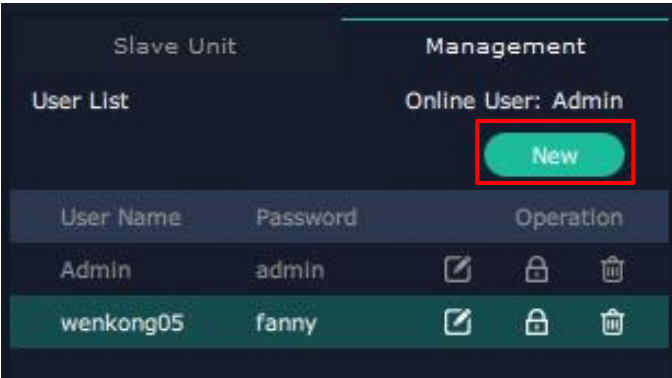 Slave Unit Management
User List Online User: Admin
New
User Name Password Operation
Admin admin
wenkong05 fanny